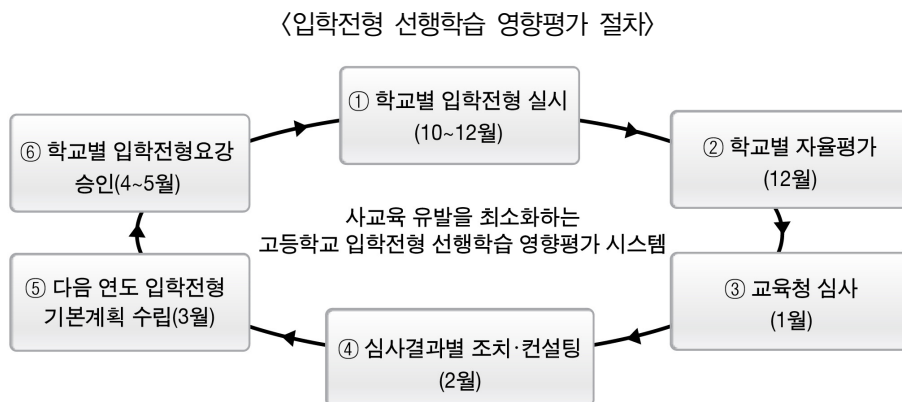 〈입학전형 선행학습 영향평가 절차〉
① 학교별 입학전형 실시
(10~12월)
② 학교별 자율평가
(12월)
③ 교육청 심사
(1월)
④ 심사결과별 조치·컨설팅
(2월)
⑤ 다음 연도 입학전형
기본계획 수립(3월)
⑥ 학교별 입학전형요강
승인(4~5월)
사교육 유발을 최소화하는
고등학교 입학전형 선행학습 영향평가 시스템